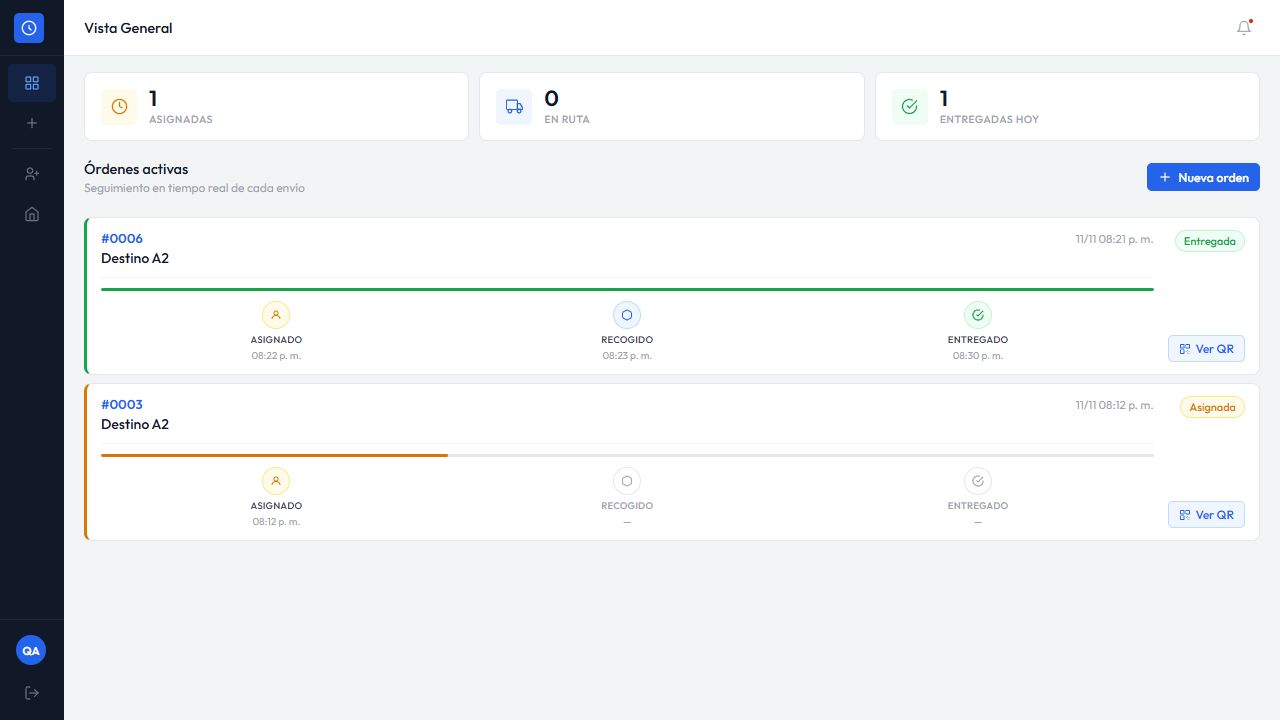 Vista General
1
ASIGNADAS
0
EN RUTA
1
ENTREGADAS HOY
Órdenes activas
Seguimiento en tiempo real de cada envío
Nueva orden
#0006
11/11 08:21 p. m.
Entregada
Destino A2
ASIGNADO
RECOGIDO
ENTREGADO
08:22 p. m.
08:23 p. m.
08:30 p. m.
Ver QR
#0003
11/11 08:12 p. m.
Asignada
Destino A2
ASIGNADO
RECOGIDO
ENTREGADO
08:12 p. m.
—
—
Ver QR
QA